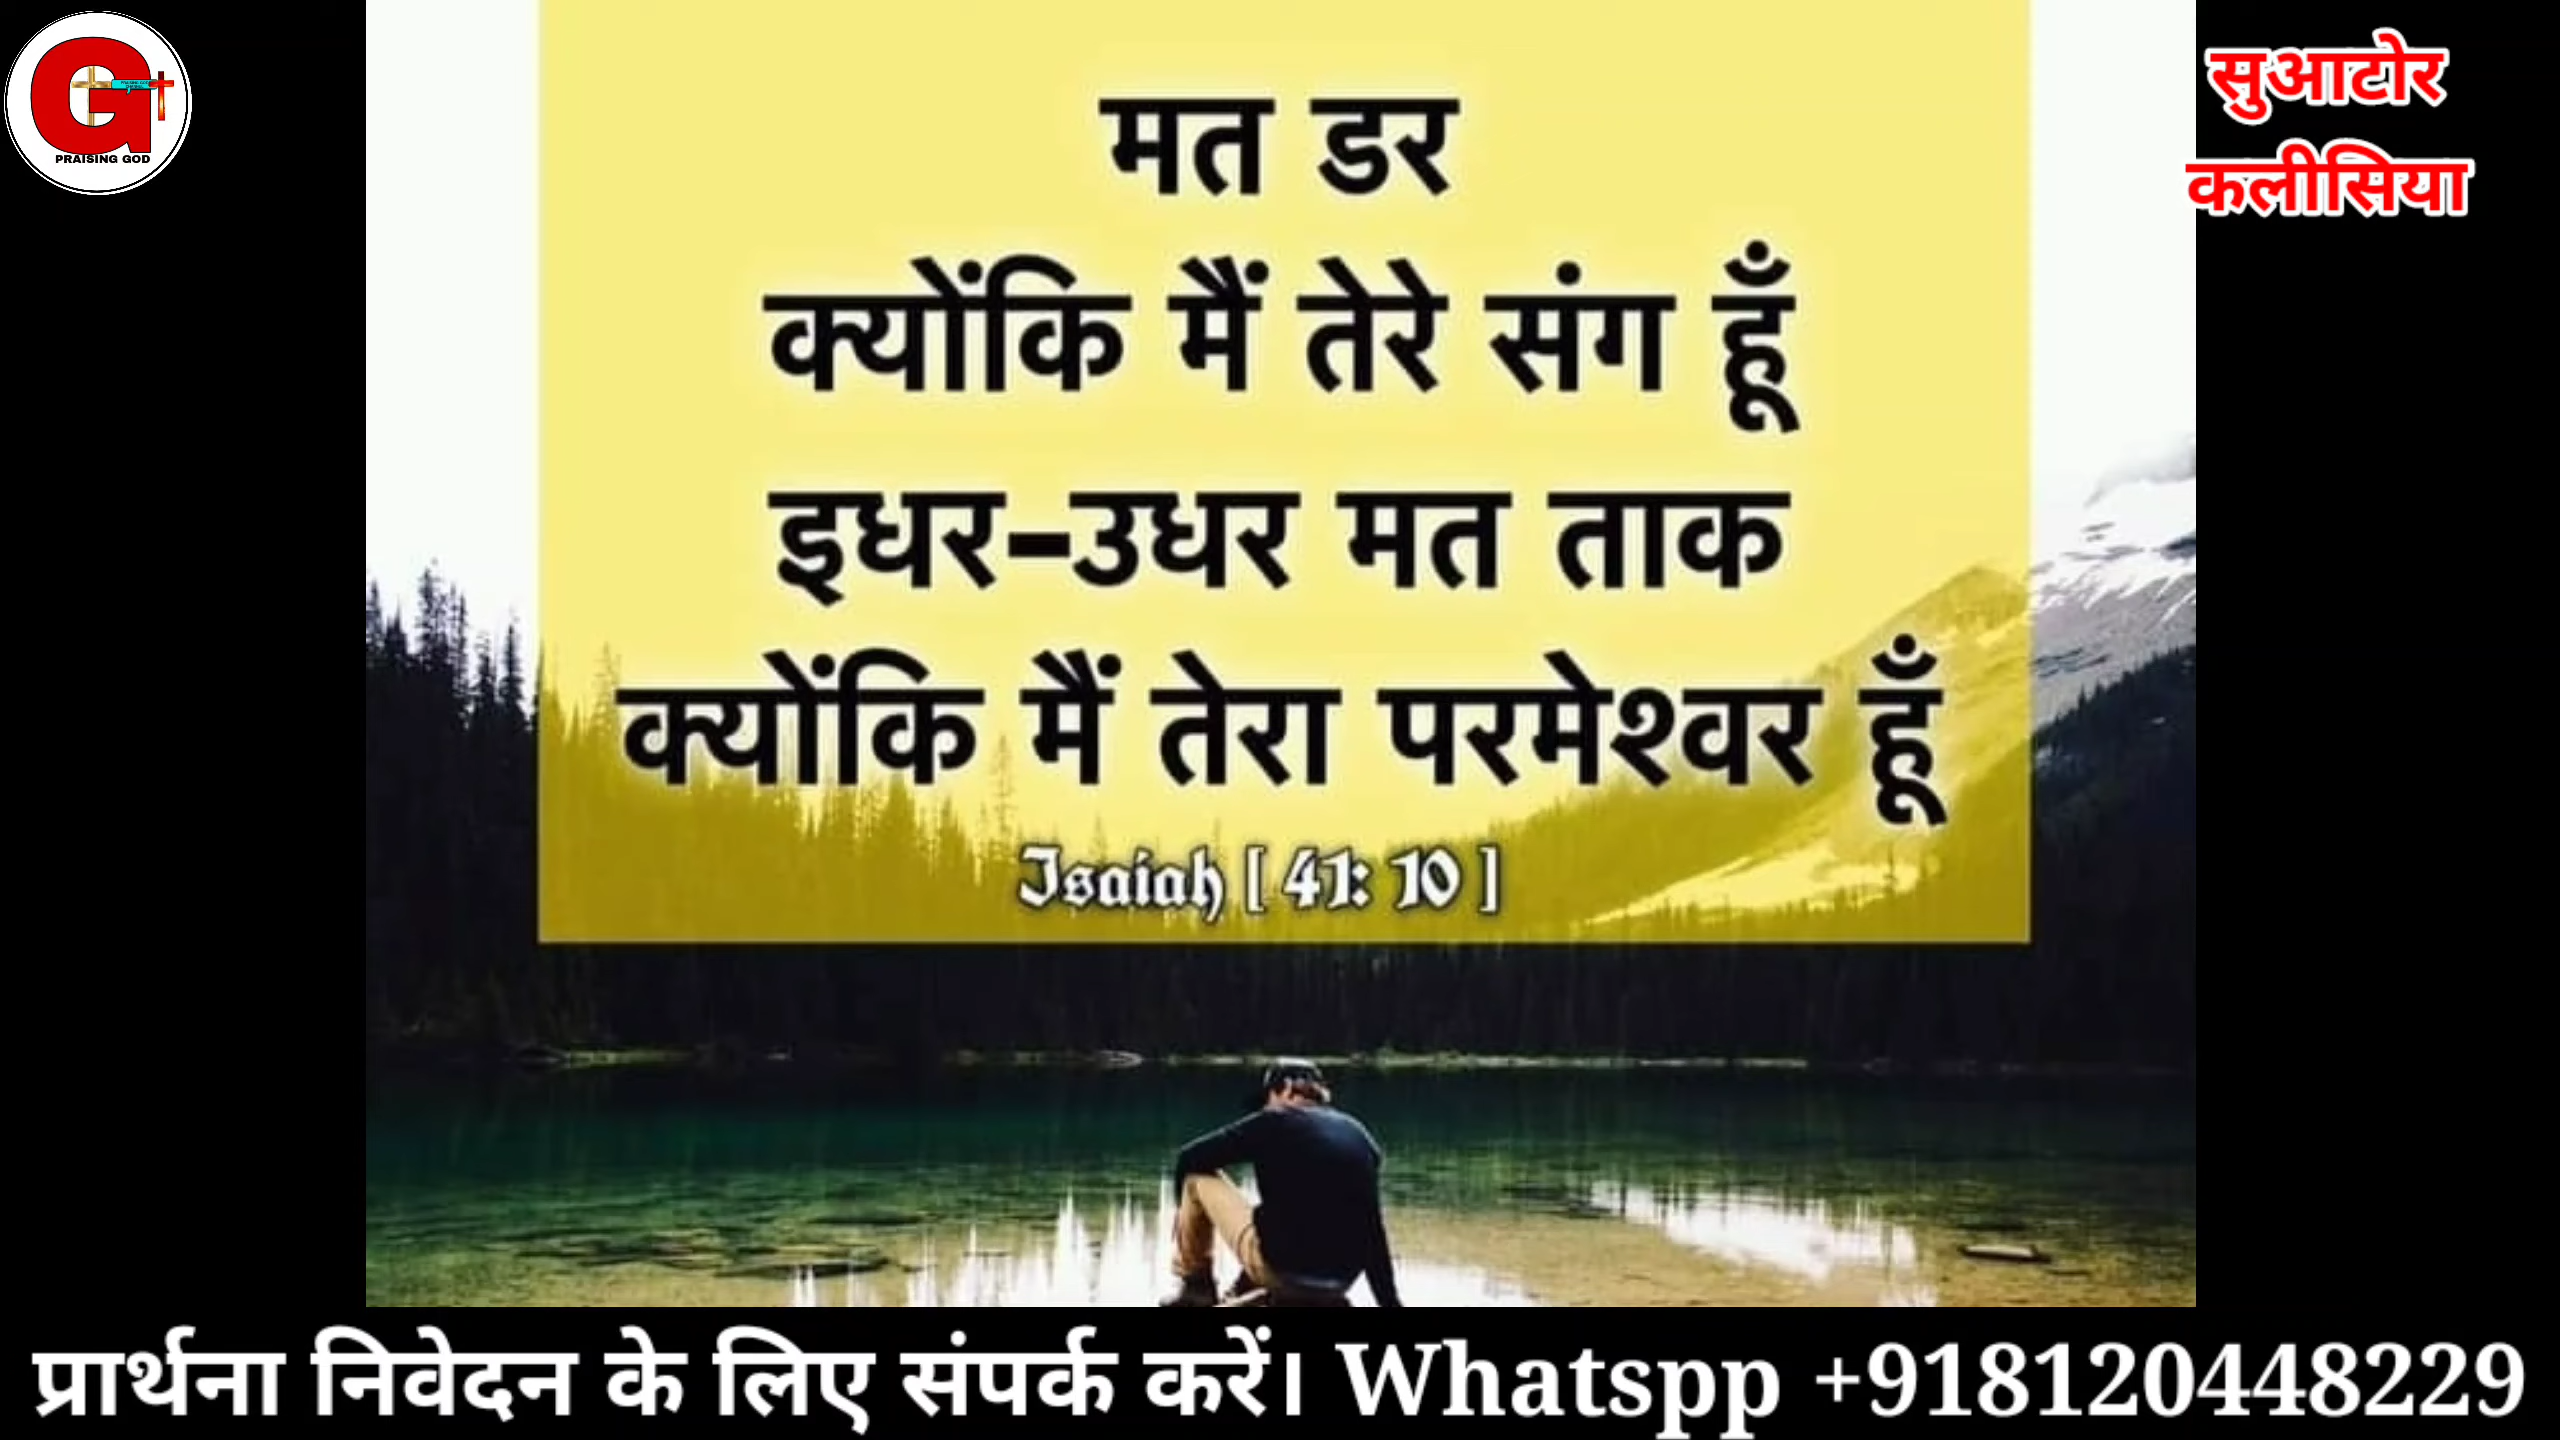 PRAISING GOD
सुआटोर
कलीसिया
मत डर
क्योंकि मैं तेरे संग हूँ
इधर-उधर मत ताक
क्योंकि मैं तेरा परमेश्वर हूँ
Isaiah [ 41: 10 ]
प्रार्थना निवेदन के लिए संपर्क करें। Whatspp +918120448229